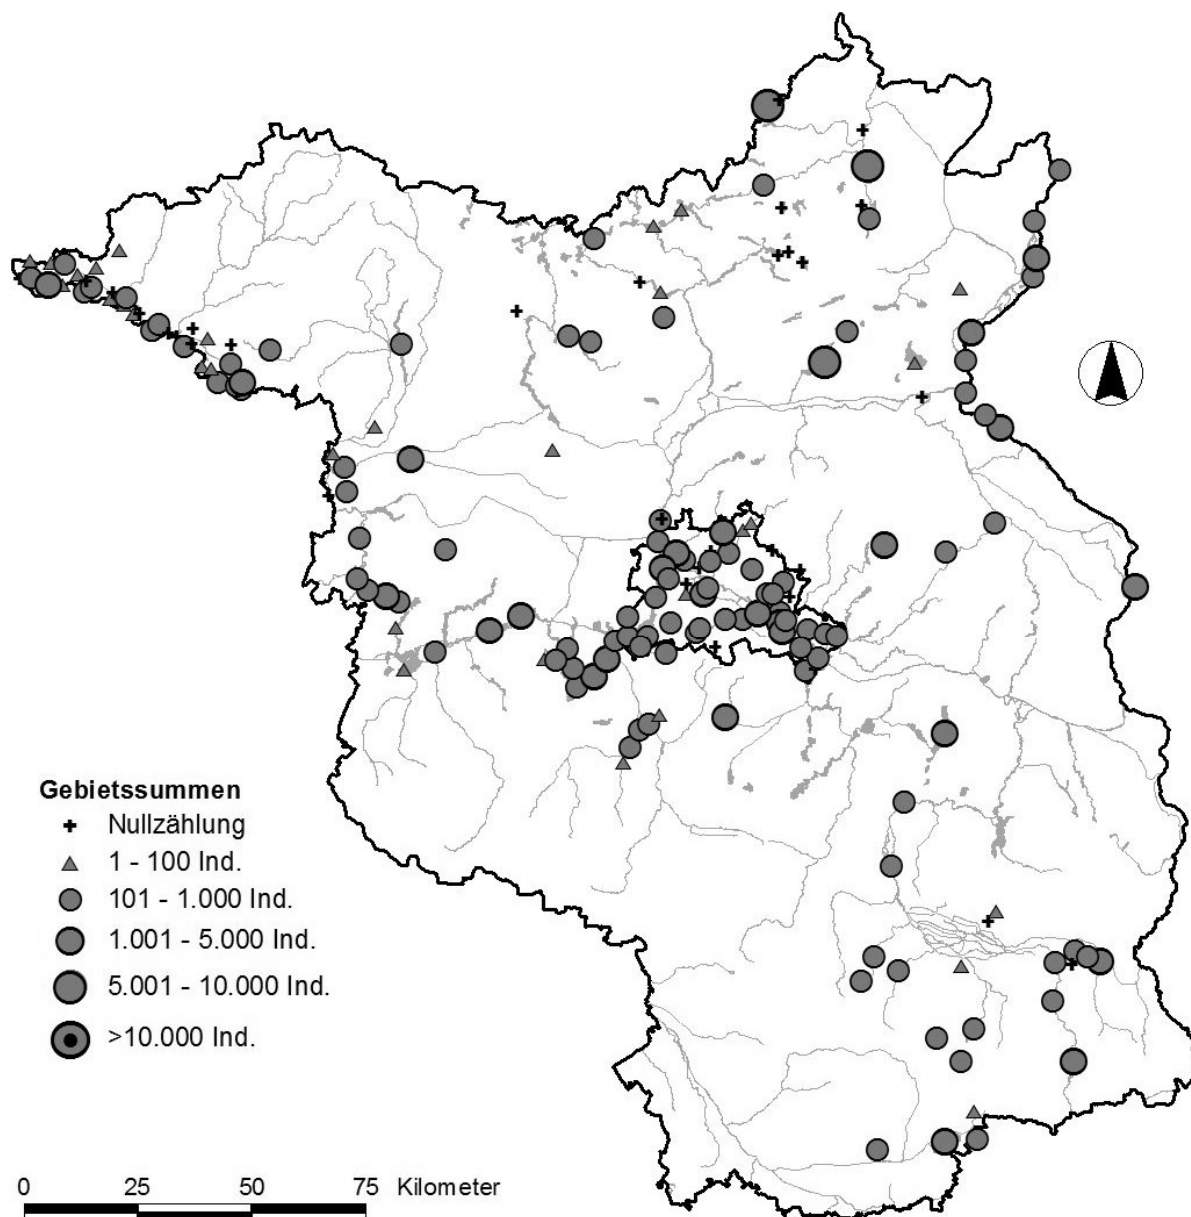 Gebietssummen
Nullzählung
1 - 100 Ind.
101 - 1.000 Ind.
1.001 - 5.000 Ind.
5.001 - 10.000 Ind.
>10.000 Ind.
0 25 50 75 Kilometer